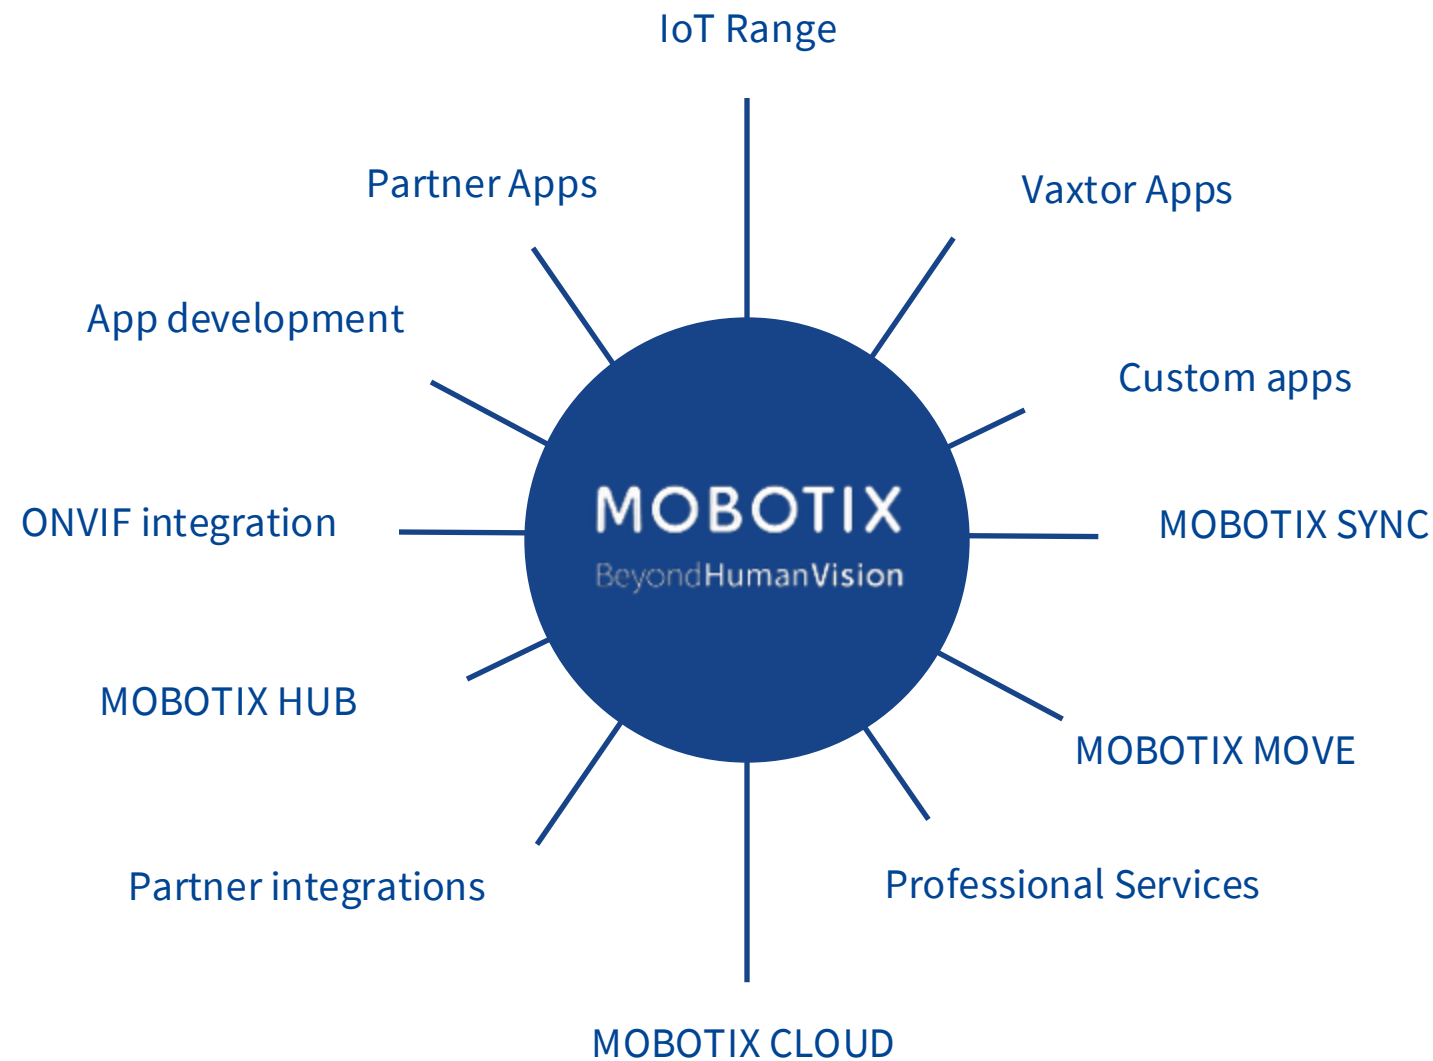 IoT Range
Partner Apps
Vaxtor Apps
App development
Custom apps
MOBOTIX
BeyondHumanVision
ONVIF integration
MOBOTIX SYNC
MOBOTIX HUB
MOBOTIX MOVE
Partner integrations
Professional Services
MOBOTIX CLOUD